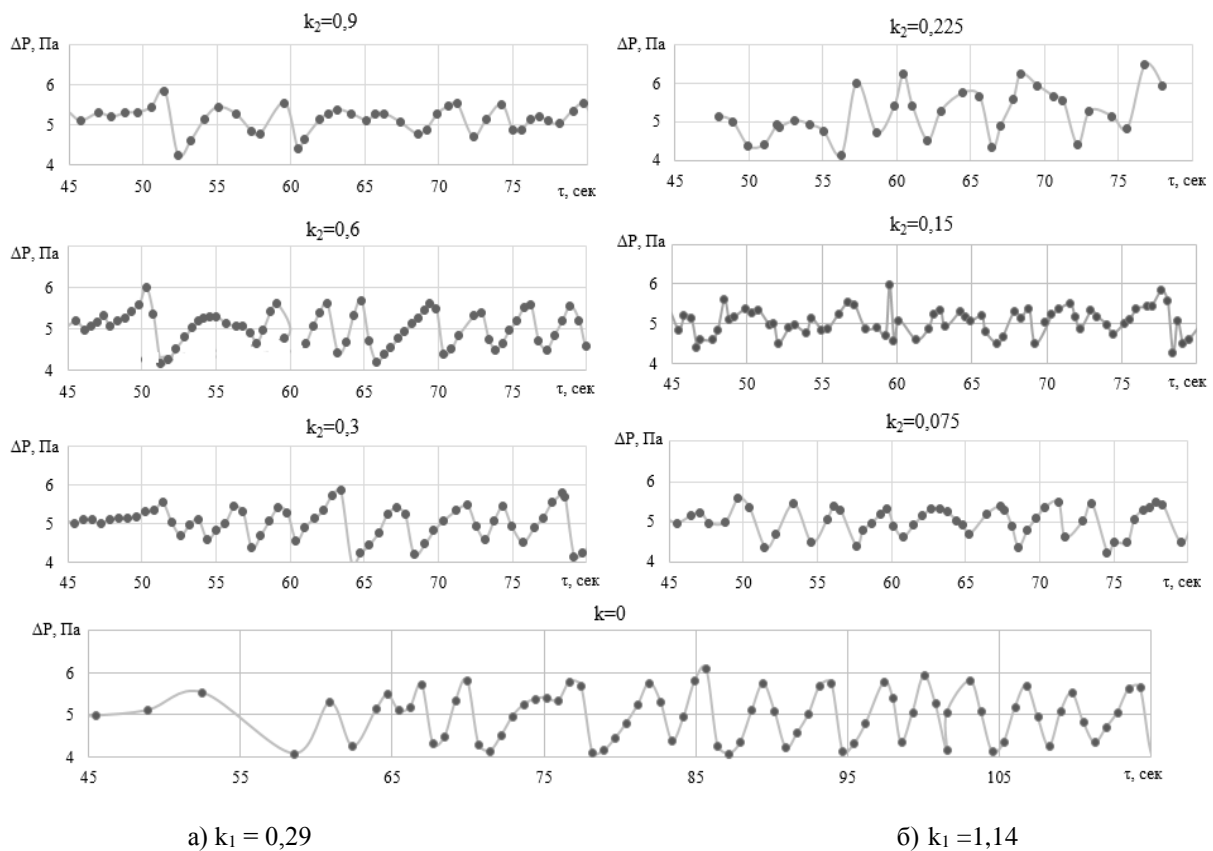 k₂=0,9
ΔP, Па
6
5
4
45 50 55 60 65 70 75 τ, сек
k₂=0,225
ΔP, Па
6
5
4
45 50 55 60 65 70 75 τ, сек
k₂=0,6
ΔP, Па
6
5
4
45 50 55 60 65 70 75 τ, сек
k₂=0,15
ΔP, Па
6
5
4
45 50 55 60 65 70 75 τ, сек
k₂=0,3
ΔP, Па
6
5
4
45 50 55 60 65 70 75 τ, сек
k₂=0,075
ΔP, Па
6
5
4
45 50 55 60 65 70 75 τ, сек
k=0
ΔP, Па
6
5
4
45 55 65 75 85 95 105 τ, сек
а) k₁ = 0,29
б) k₁ =1,14